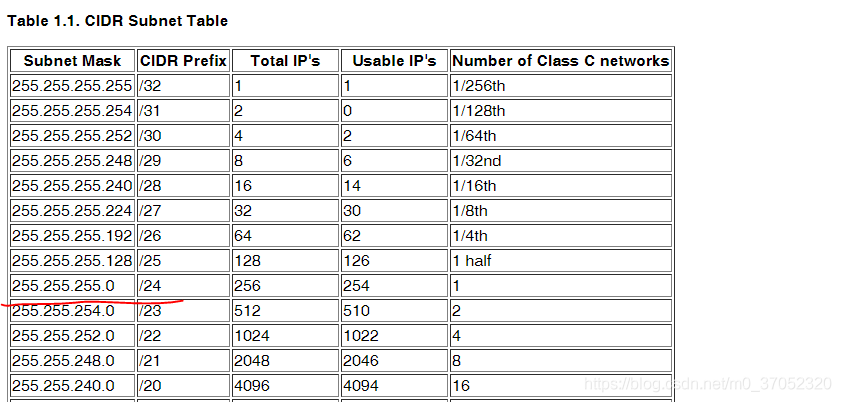 Table 1.1. CIDR Subnet Table
Subnet Mask CIDR Prefix Total IP's Usable IP's Number of Class C networks
255.255.255.255 /32 1 1 1/256th
255.255.255.254 /31 2 0 1/128th
255.255.255.252 /30 4 2 1/64th
255.255.255.248 /29 8 6 1/32nd
255.255.255.240 /28 16 14 1/16th
255.255.255.224 /27 32 30 1/8th
255.255.255.192 /26 64 62 1/4th
255.255.255.128 /25 128 126 1 half
255.255.255.0 /24 256 254 1
255.255.254.0 /23 512 510 2
255.255.252.0 /22 1024 1022 4
255.255.248.0 /21 2048 2046 8
255.255.240.0 /20 4096 4094 16
https://blog.csdn.net/m0_37052320